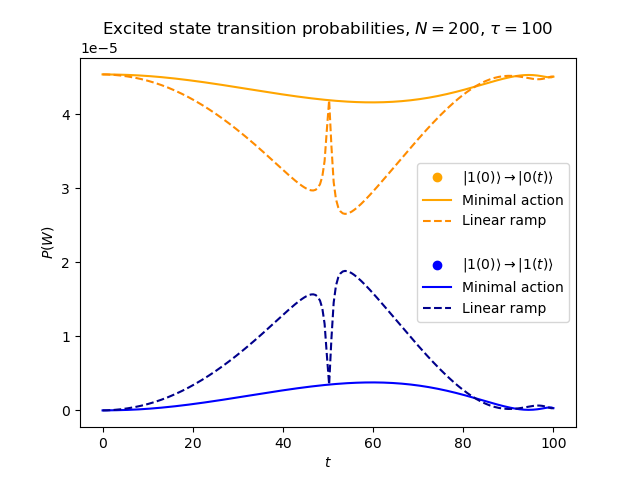 Excited state transition probabilities, $N = 200$, $\tau = 100$
1e−5
4
3
2
1
0
P(W)
|1(0)⟩→|0(t)⟩
Minimal action
Linear ramp
|1(0)⟩→|1(t)⟩
Minimal action
Linear ramp
0 20 40 60 80 100
t